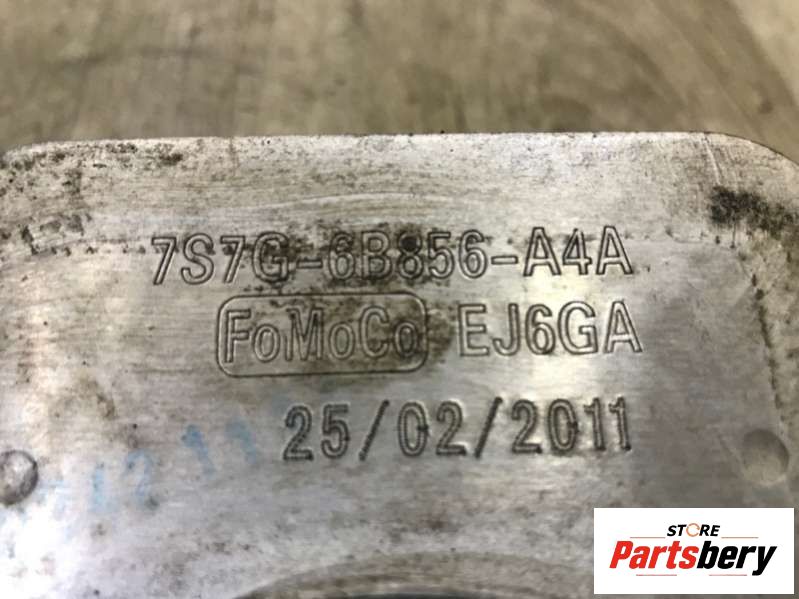 7S7G-6B856-A4A
FoMoCo EJ6GA
25/02/2011
STORE
Partsbery